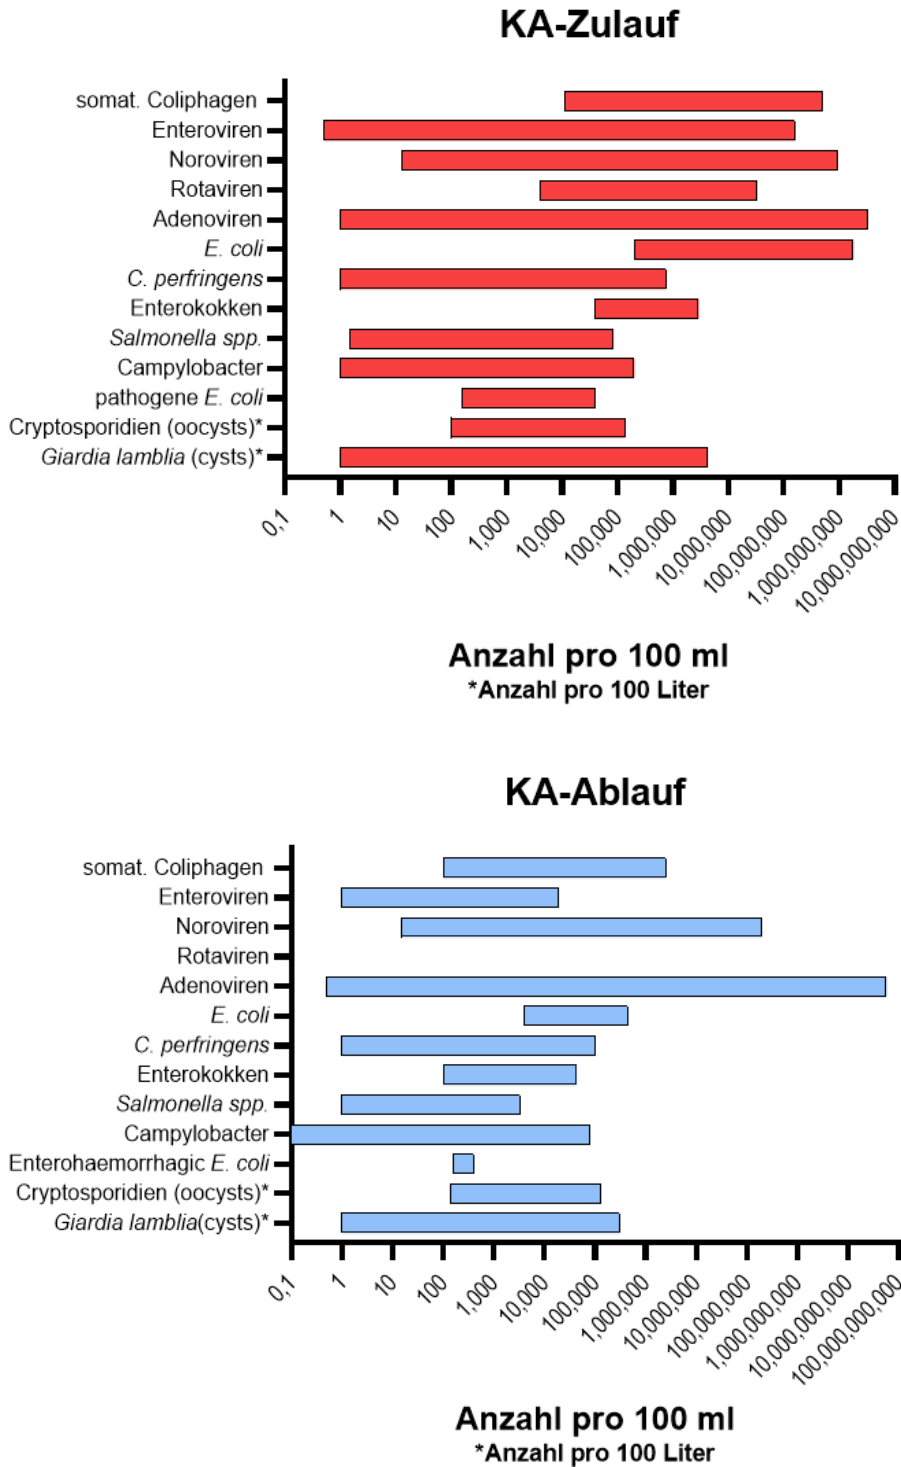 KA-Zulauf
somat. Coliphagen
Enteroviren
Noroviren
Rotaviren
Adenoviren
E. coli
C. perfringens
Enterokokken
Salmonella spp.
Campylobacter
pathogene E. coli
Cryptosporidien (oocysts)*
Giardia lamblia (cysts)*
0,1
1
10
100
1,000
10,000
100,000
1,000,000
10,000,000
100,000,000
1,000,000,000
10,000,000,000
Anzahl pro 100 ml
*Anzahl pro 100 Liter
KA-Ablauf
somat. Coliphagen
Enteroviren
Noroviren
Rotaviren
Adenoviren
E. coli
C. perfringens
Enterokokken
Salmonella spp.
Campylobacter
Enterohaemorrhagic E. coli
Cryptosporidien (oocysts)*
Giardia lamblia(cysts)*
0,1
1
10
100
1,000
10,000
100,000
1,000,000
10,000,000
100,000,000
1,000,000,000
10,000,000,000
100,000,000,000
Anzahl pro 100 ml
*Anzahl pro 100 Liter